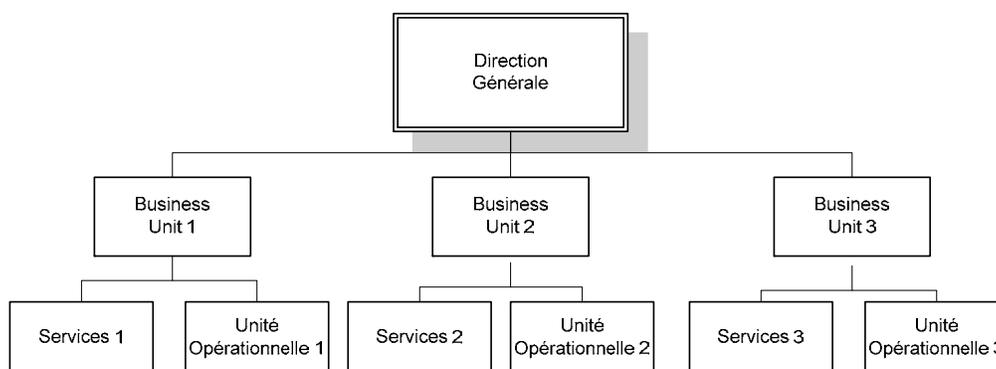 Direction
Générale
Business
Unit 1
Business
Unit 2
Business
Unit 3
Services 1
Unité
Opérationnelle 1
Services 2
Unité
Opérationnelle 2
Services 3
Unité
Opérationnelle 3